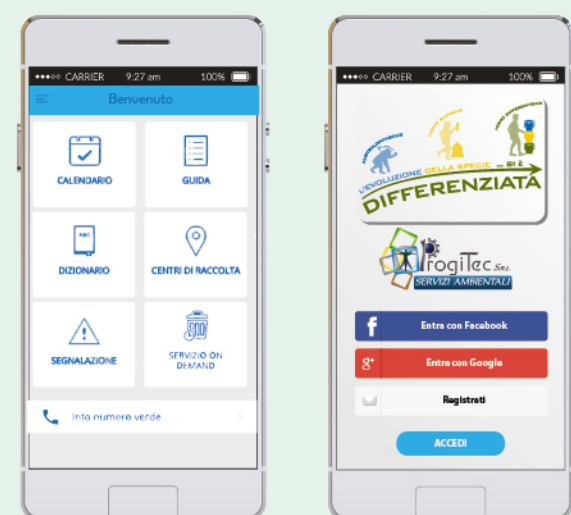 CARRIER 9:27 am 100%
Benvenuto
CALENDARIO
GUIDA
ABC
DIZIONARIO
CENTRI DI RACCOLTA
SEGNALAZIONE
SERVIZIO ON
DEMAND
Info numero verde
CARRIER 9:27 am 100%
L'EVOLUZIONE DELLA SPECIE ... SI È
DIFFERENZIATA
ProgiTec S.R.L.
SERVIZI AMBIENTALI
f
Entra con Facebook
g+
Entra con Google
Registrati
ACCEDI